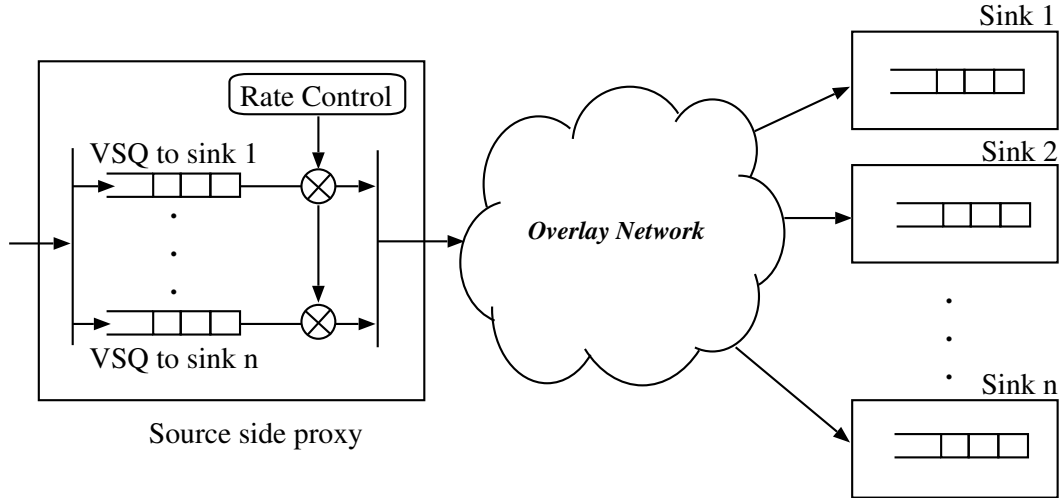 Sink 1
Rate Control
VSQ to sink 1
Sink 2
Overlay Network
VSQ to sink n
Sink n
Source side proxy